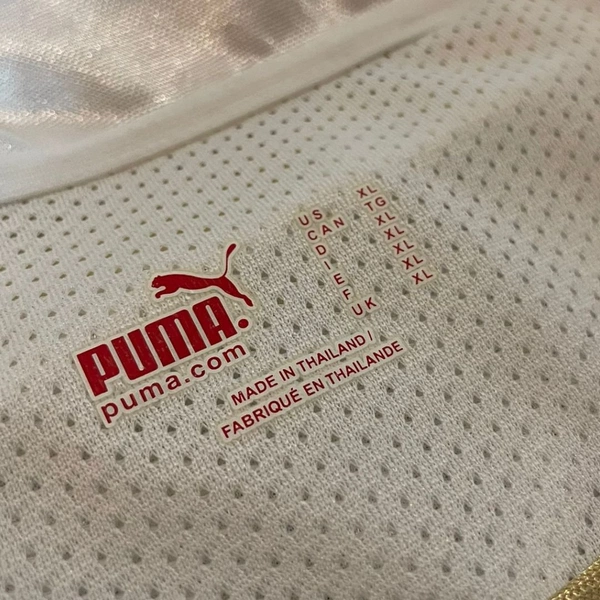 PUMA.
puma.com
US XL
CAN TG
D XL
I XL
E XL
F XL
UK XL
MADE IN THAILAND /
FABRIQUÉ EN THAILANDE